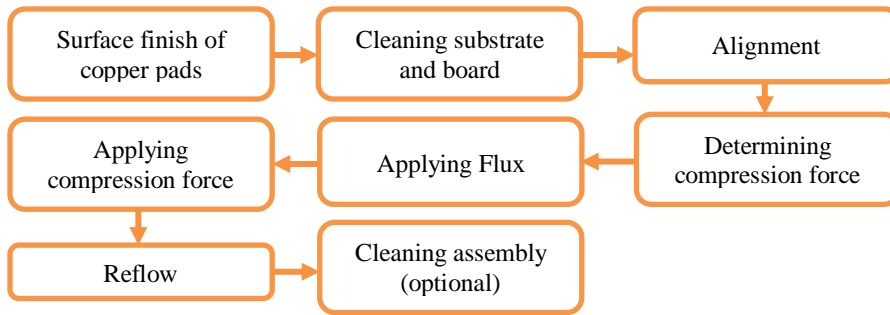 Surface finish of
copper pads
Cleaning substrate
and board
Alignment
Determining
compression force
Applying Flux
Applying
compression force
Reflow
Cleaning assembly
(optional)